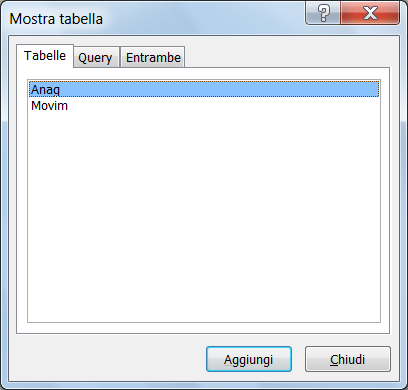 Mostra tabella
Tabelle Query Entrambe
Anag
Movim
Aggiungi Chiudi